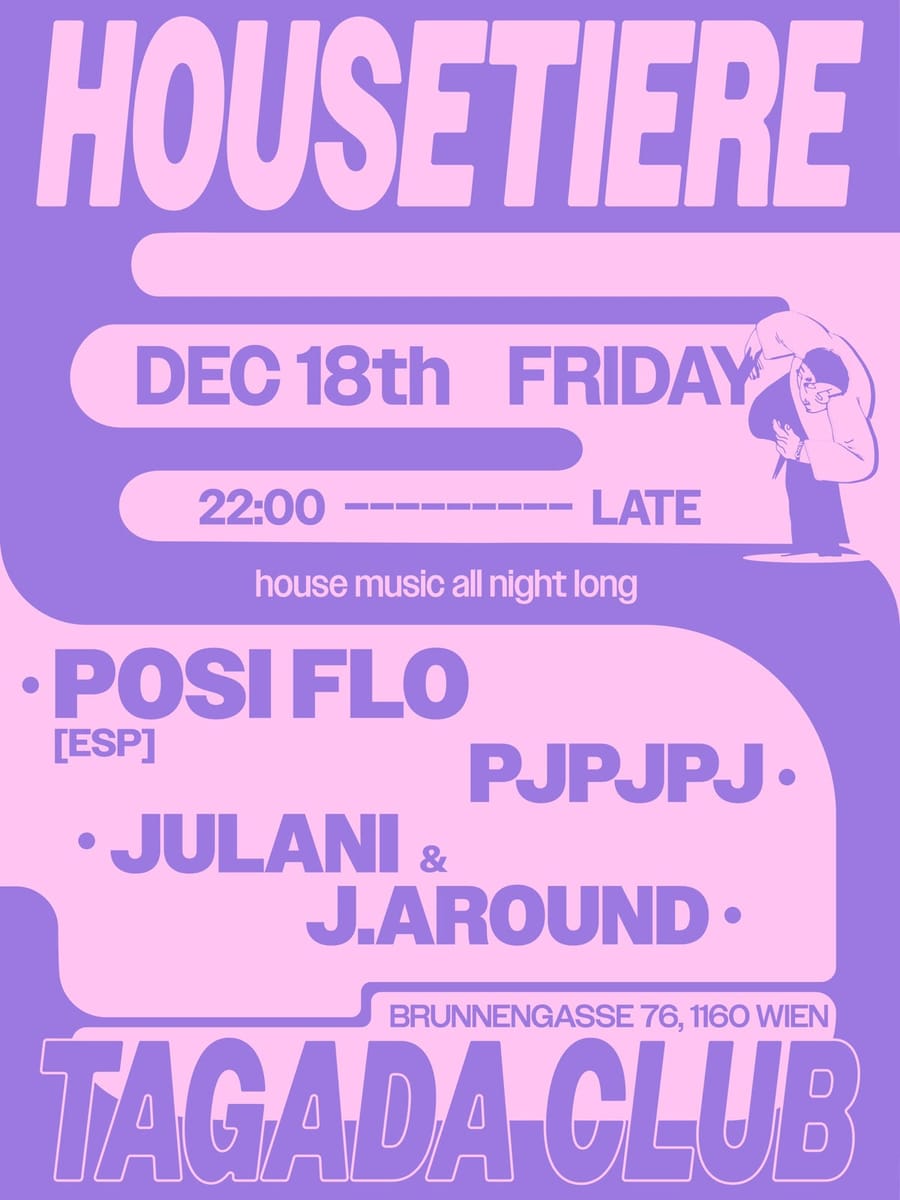 HOUSETIERE
DEC 18th FRIDAY
22:00 ––––––––– LATE
house music all night long
• POSI FLO
[ESP]
PJPJPJ •
• JULANI &
J.AROUND •
BRUNNENGASSE 76, 1160 WIEN
TAGADA CLUB